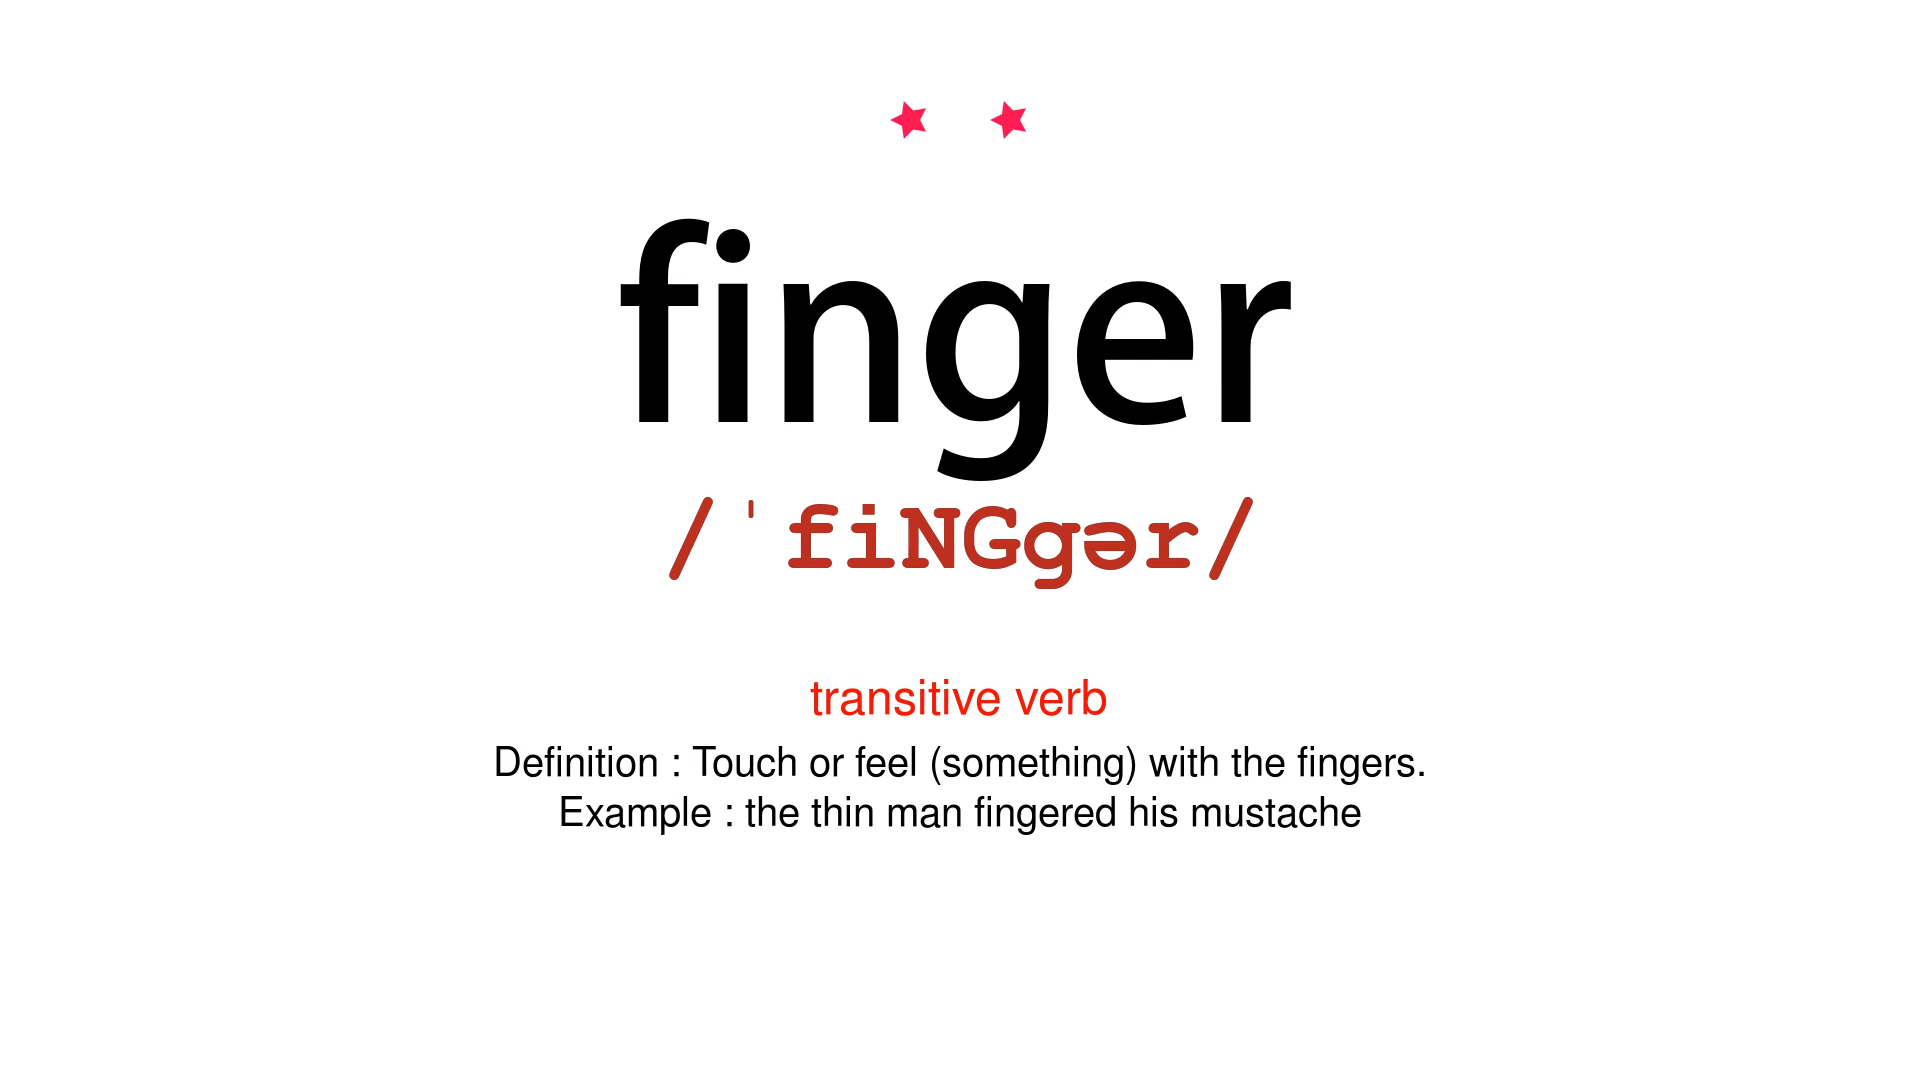 finger
/ˈfiNGgər/
transitive verb
Definition : Touch or feel (something) with the fingers.
Example : the thin man fingered his mustache